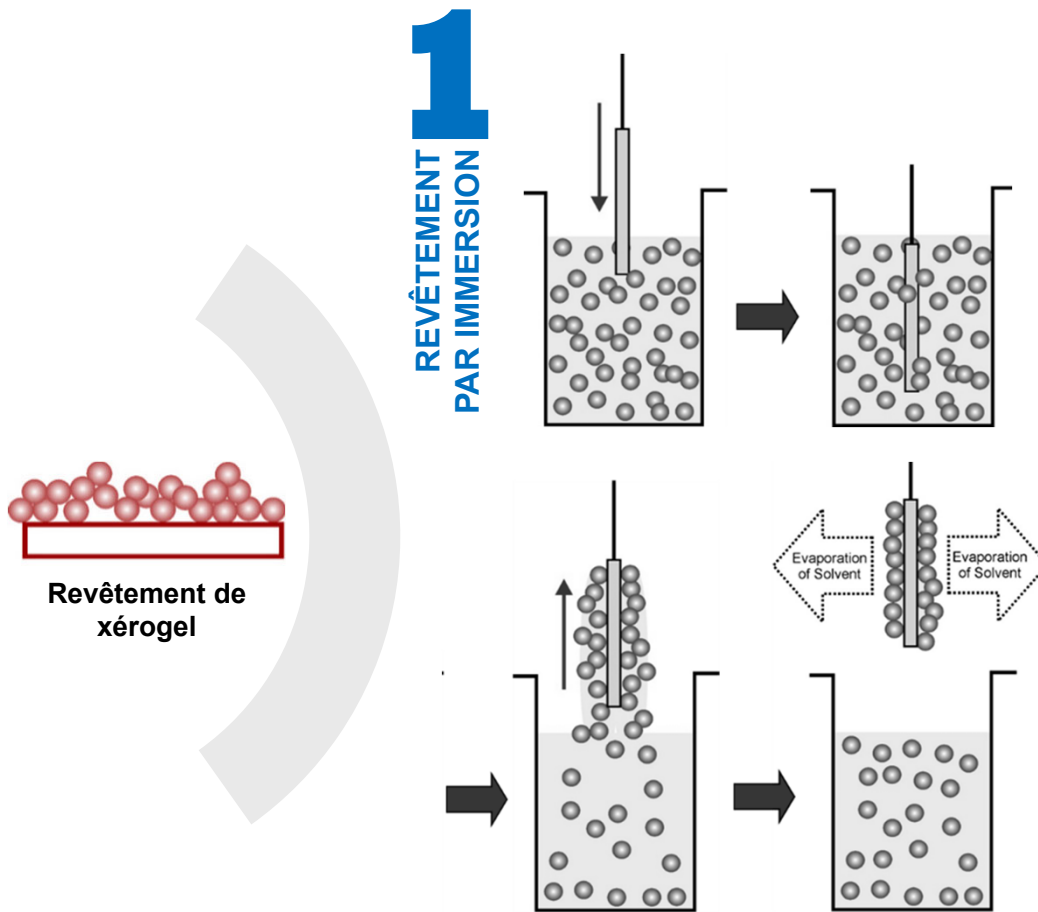 1
REVÊTEMENT
PAR IMMERSION
Revêtement de
xérogel
Evaporation
of Solvent
Evaporation
of Solvent